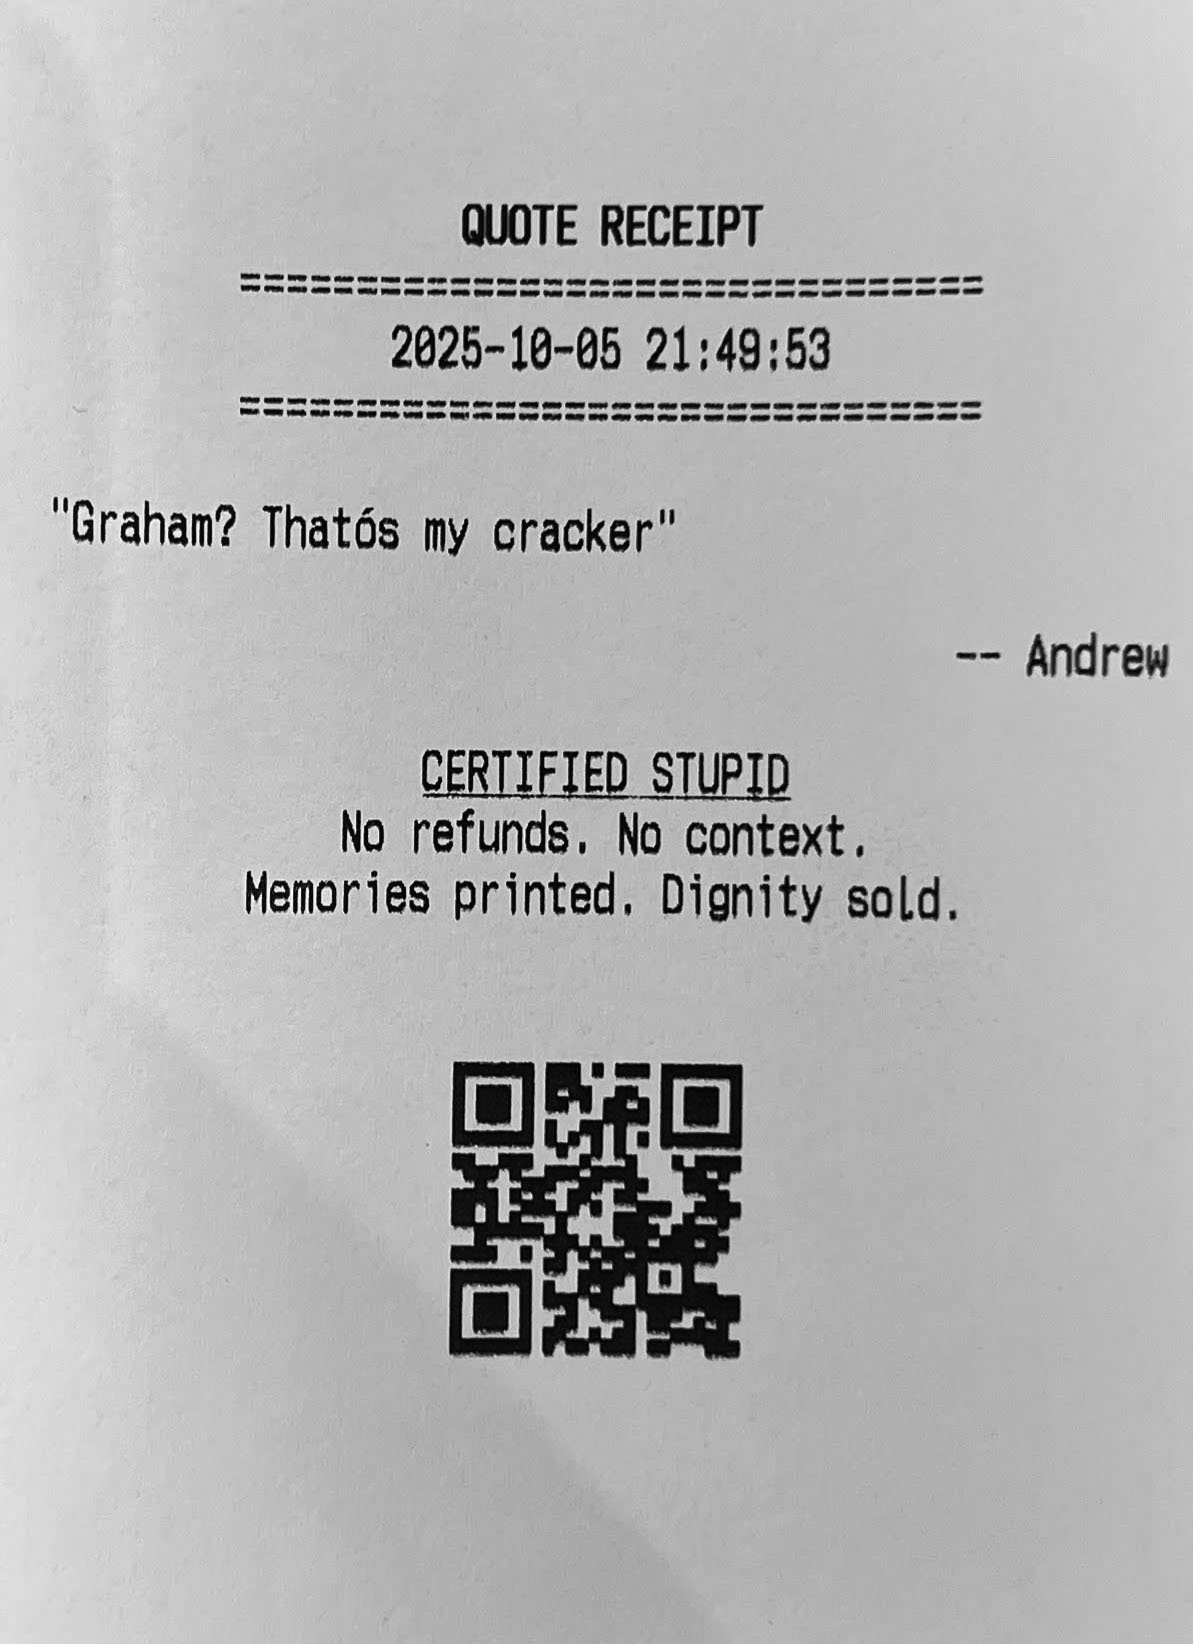 QUOTE RECEIPT
================================
2025-10-05 21:49:53
================================
"Graham? Thatós my cracker"
-- Andrew
CERTIFIED STUPID
No refunds. No context.
Memories printed. Dignity sold.